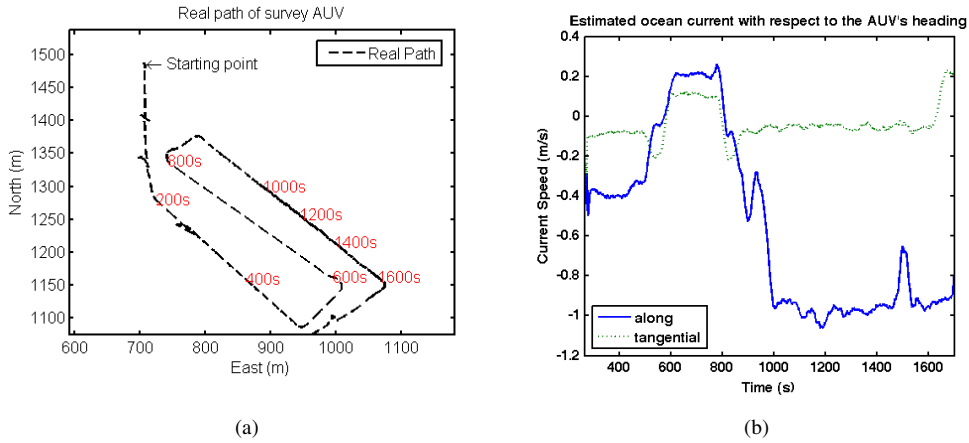 Real path of survey AUV
Real Path
Starting point
1500
1450
1400
1350
1300
1250
1200
1150
1100
North (m)
800s
200s
1000s
1200s
1400s
400s
600s
1600s
600
700
800
900
1000
1100
East (m)
(a)
Estimated ocean current with respect to the AUV's heading
0.4
0.2
0
-0.2
-0.4
-0.6
-0.8
-1
-1.2
Current Speed (m/s)
along
tangential
400
600
800
1000
1200
1400
1600
Time (s)
(b)